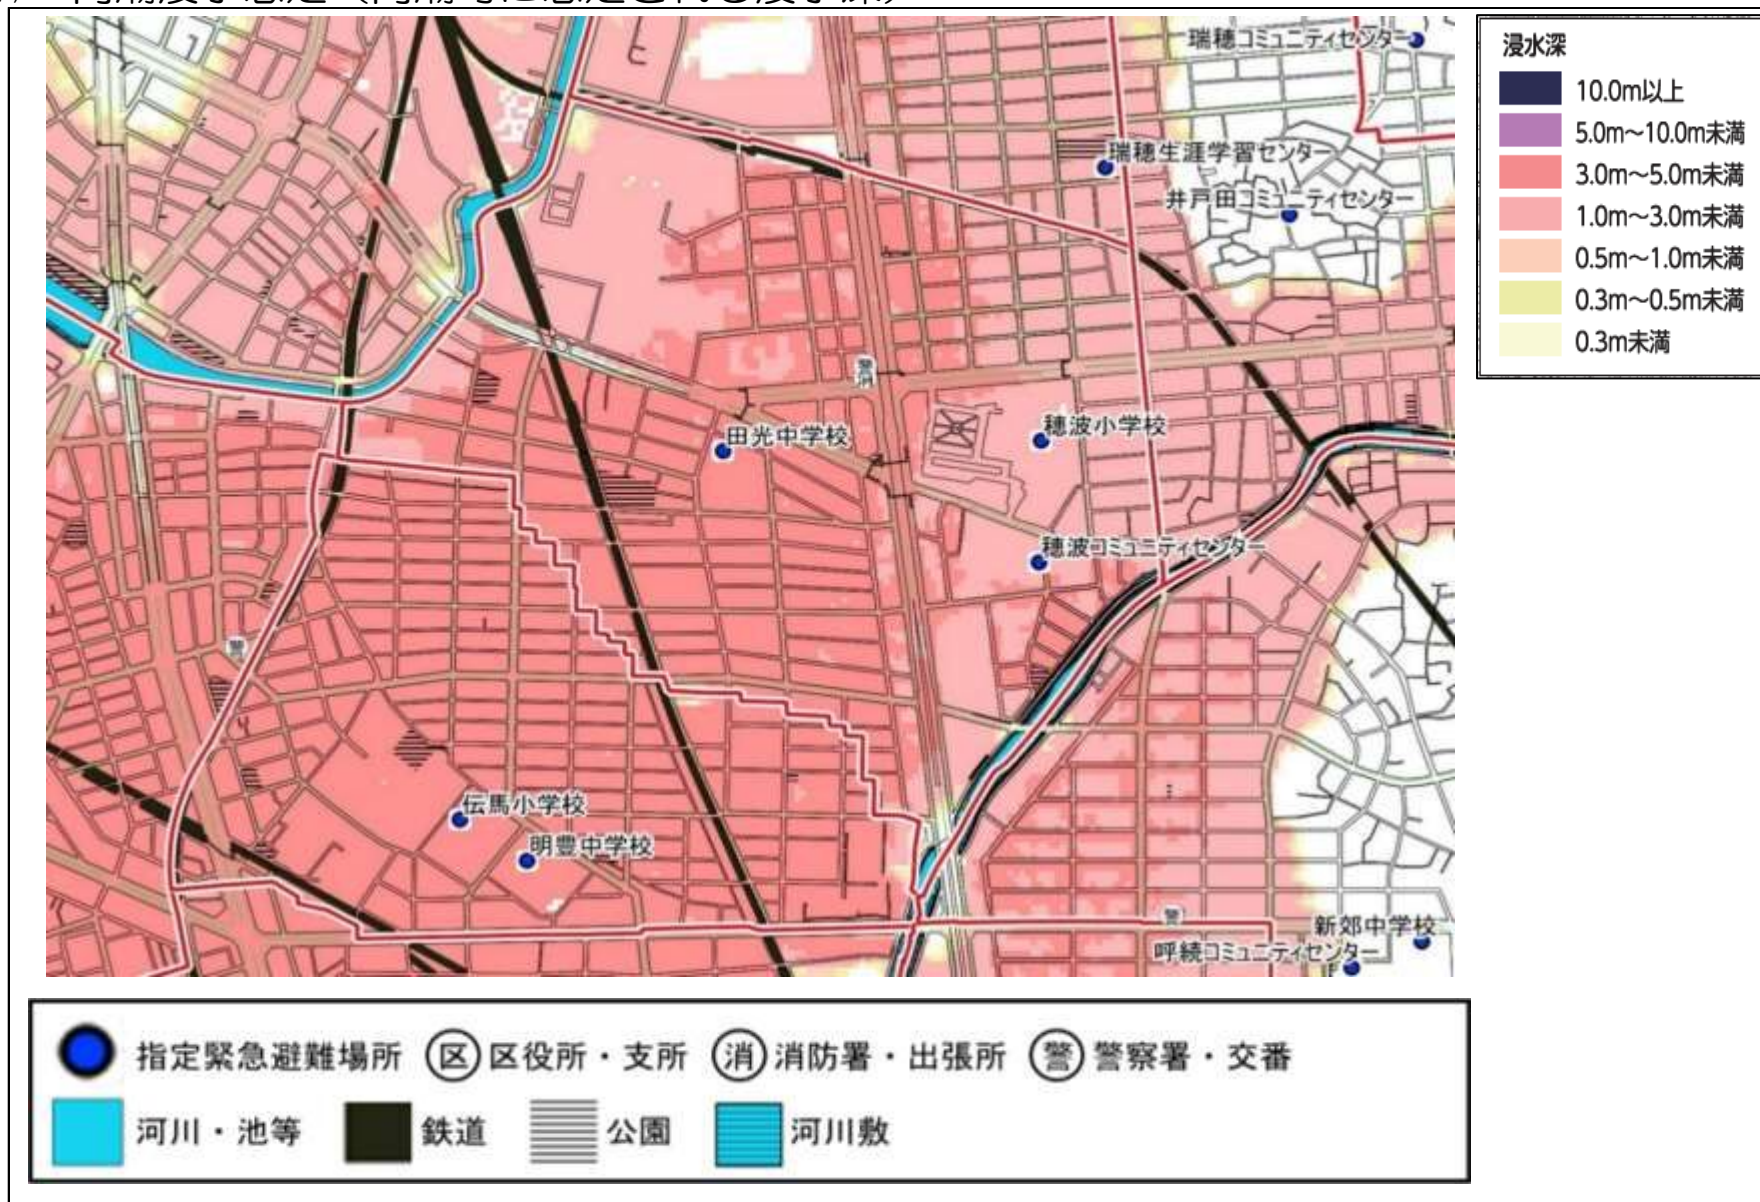 瑞穂コミュニティセンター
瑞穂生涯学習センター
井戸田コミュニティセンター
警
消
田光中学校
穂波小学校
穂波コミュニティセンター
警
伝馬小学校
明豊中学校
警
新郊中学校
呼続コミュニティセンター
浸水深
10.0m以上
5.0m～10.0m未満
3.0m～5.0m未満
1.0m～3.0m未満
0.5m～1.0m未満
0.3m～0.5m未満
0.3m未満
指定緊急避難場所 区 区役所・支所 消 消防署・出張所 警 警察署・交番
河川・池等 鉄道 公園 河川敷